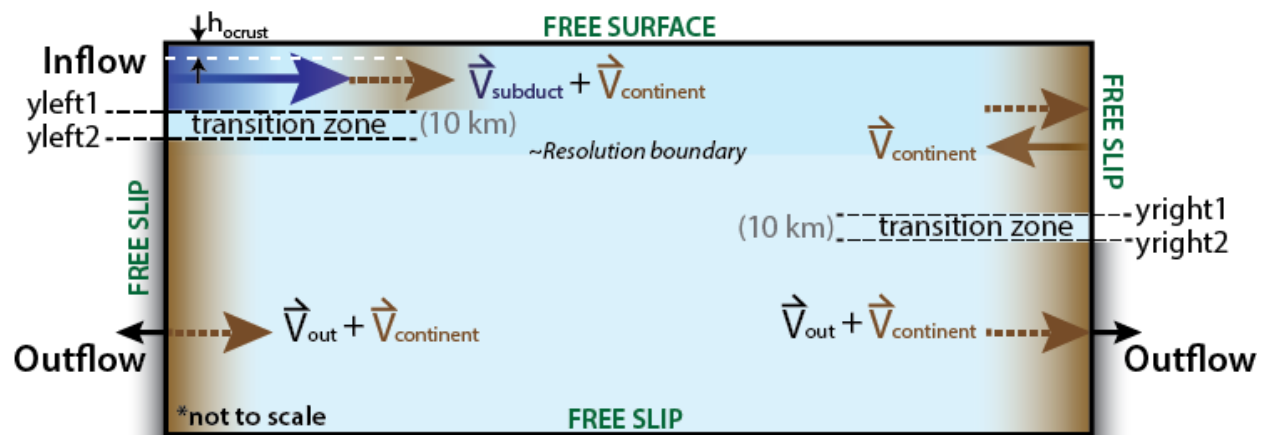 h_ocrust
FREE SURFACE
Inflow
V_subduct + V_continent
yleft1
transition zone (10 km)
yleft2
~Resolution boundary
V_continent
FREE SLIP
FREE SLIP
(10 km) transition zone
yright1
yright2
V_out + V_continent
V_out + V_continent
Outflow
Outflow
*not to scale
FREE SLIP